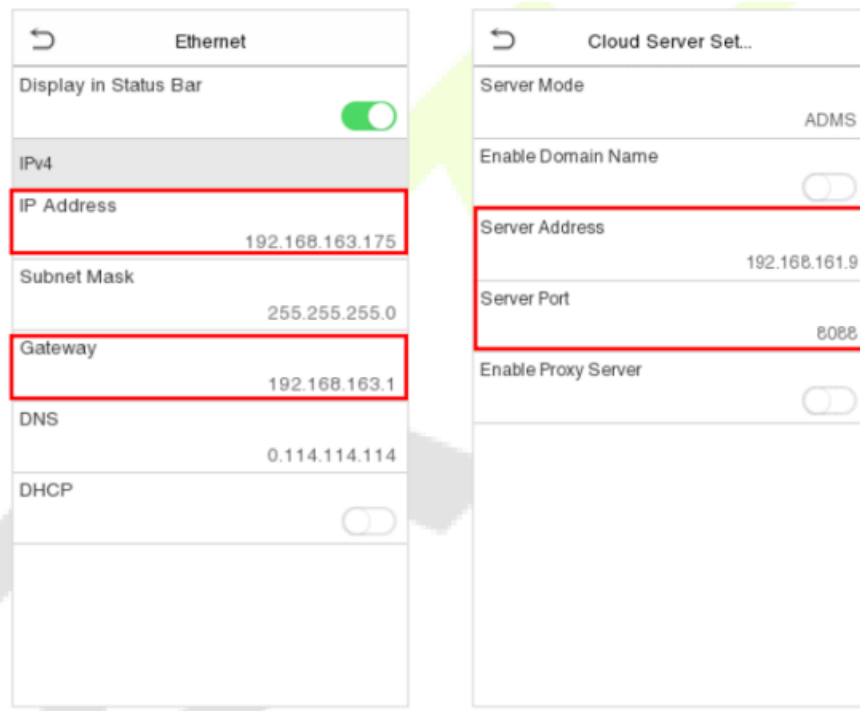 Ethernet
Display in Status Bar
IPv4
IP Address
192.168.163.175
Subnet Mask
255.255.255.0
Gateway
192.168.163.1
DNS
0.114.114.114
DHCP
Cloud Server Set...
Server Mode
ADMS
Enable Domain Name
Server Address
192.168.161.9
Server Port
8088
Enable Proxy Server